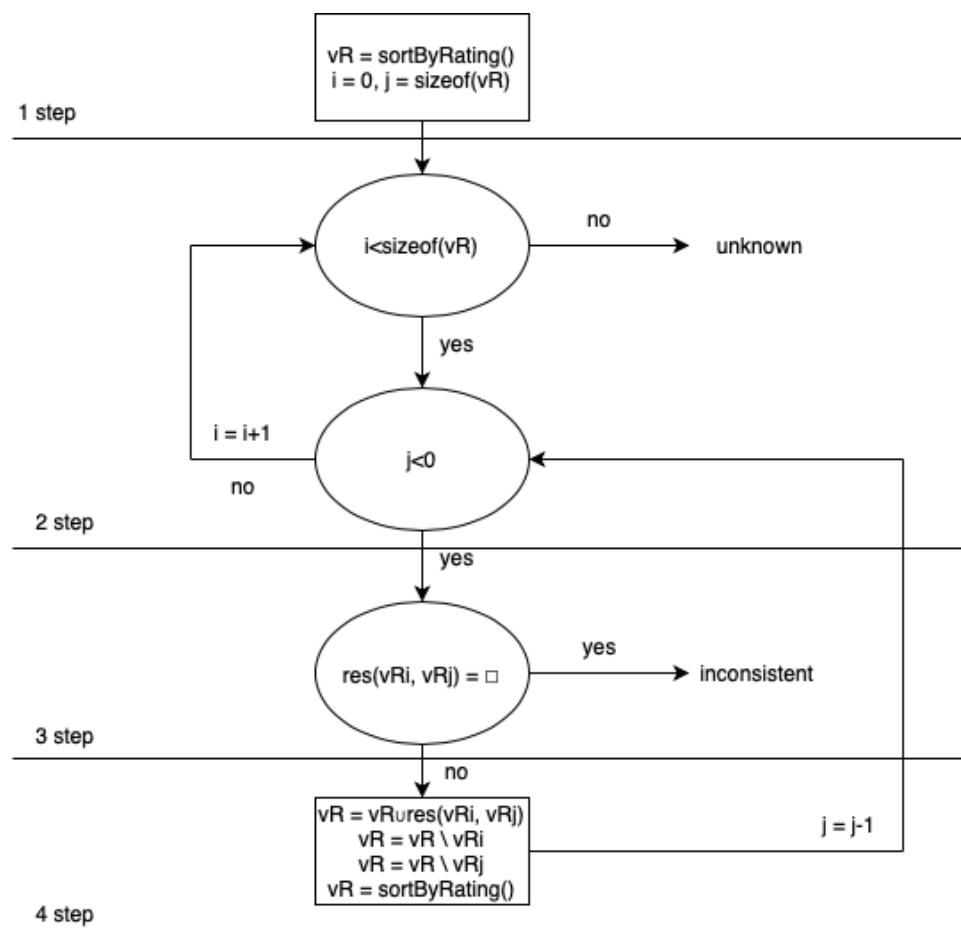 vR = sortByRating()
i = 0, j = sizeof(vR)
1 step
i<sizeof(vR)
no
unknown
yes
i = i+1
j<0
no
2 step
yes
res(vRi, vRj) = □
yes
inconsistent
3 step
no
vR = vR∪res(vRi, vRj)
vR = vR \ vRi
vR = vR \ vRj
vR = sortByRating()
j = j-1
4 step